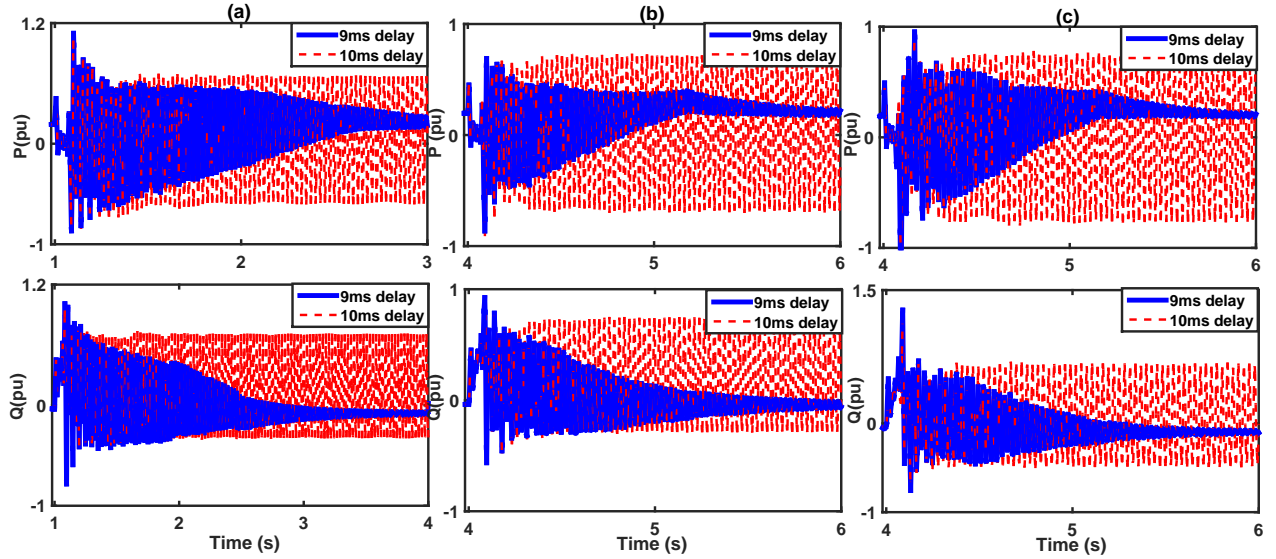 (a) (b) (c)
1.2 1 1
9ms delay 9ms delay 9ms delay
10ms delay 10ms delay 10ms delay
P(pu) P (pu) P(pu)
0 0 0
-1 -1 -1
1 2 3 4 5 6 4 5 6
1.2 1 1.5
9ms delay 9ms delay 9ms delay
10ms delay 10ms delay 10ms delay
Q(pu) Q(pu) Q(pu)
0 0 0
-1 -1 -1
1 2 3 4 4 5 6 4 5 6
Time (s) Time (s) Time (s)